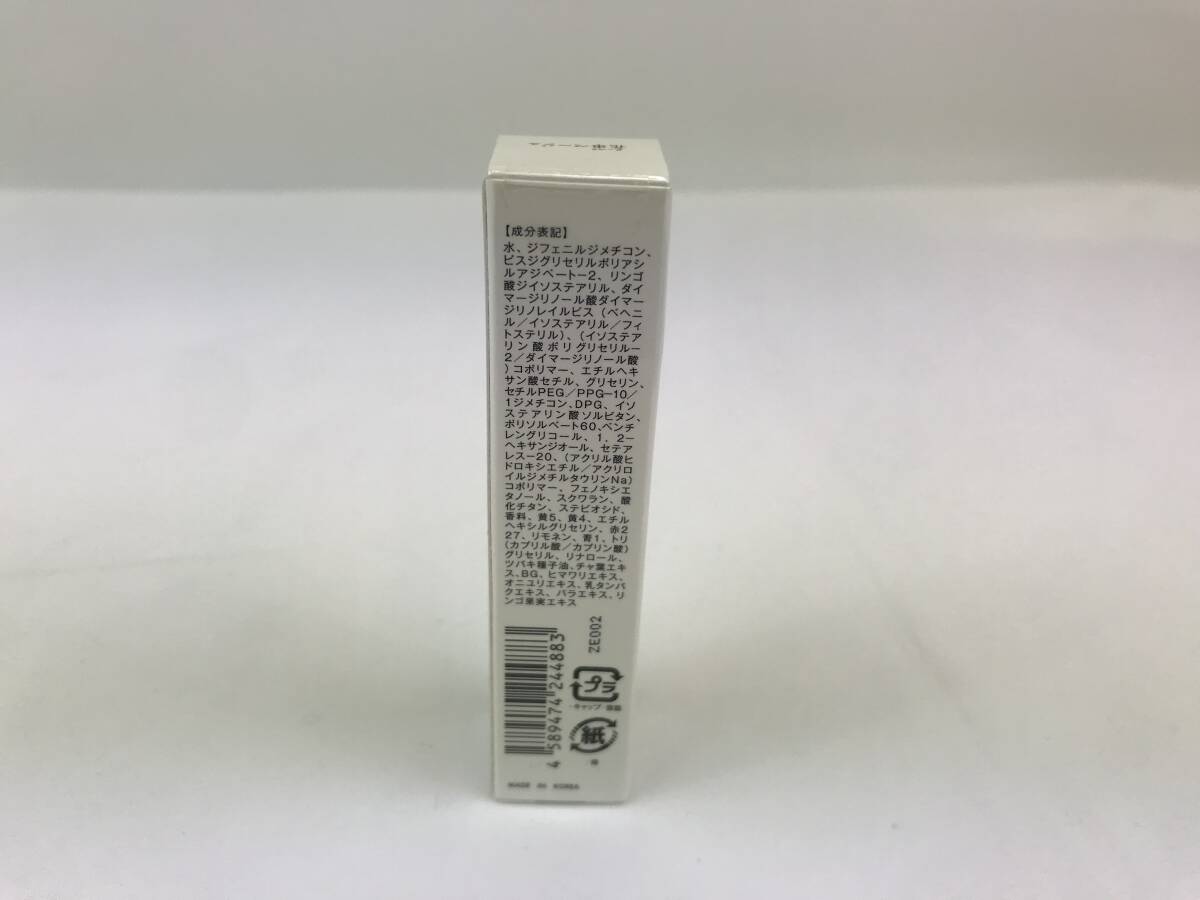 【成分表記】
水、ジフェニルジメチコン、
ビスジグリセリルポリアシ
ルアジペート－2、リンゴ
酸ジイソステアリル、ダイ
マージリノール酸ダイマー
ジリノレイルビス（ベヘニ
ル／イソステアリル／フィ
トステリル）、（イソステア
リン酸ポリグリセリル－
2／ダイマージリノール酸
）コポリマー、エチルヘキ
サン酸セチル、グリセリン、
セチルPEG／PPG－10／
1ジメチコン、DPG、イソ
ステアリン酸ソルビタン、
ポリソルベート60、ペンチ
レングリコール、1，2－
ヘキサンジオール、セテア
レス－20、（アクリル酸ヒ
ドロキシエチル／アクリロ
イルジメチルタウリンNa）
コポリマー、フェノキシエ
タノール、スクワラン、酸
化チタン、ステビオシド、
香料、黄5、黄4、エチル
ヘキシルグリセリン、赤2
27、リモネン、青1、トリ
（カプリル酸／カプリン酸）
グリセリル、リナロール、
ツバキ種子油、チャ葉エキ
ス、BG、ヒマワリエキス、
オニユリエキス、乳タンパ
クエキス、バラエキス、リ
ンゴ果実エキス
4 589474 244883
ZE002
プラ
・キャップ・容器
紙
MADE IN KOREA